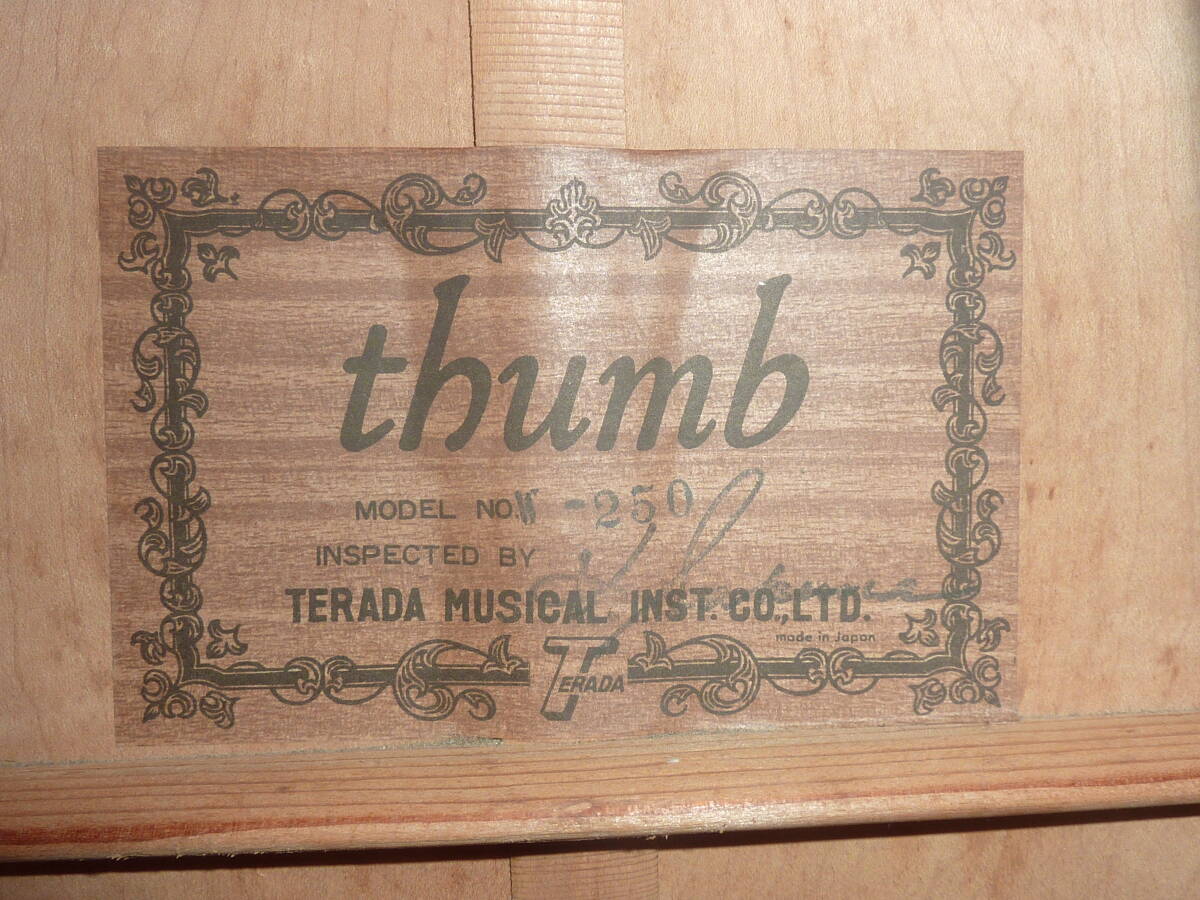 thumb
MODEL NO. W-250
INSPECTED BY
TERADA MUSICAL INST. CO., LTD.
made in Japan
TERADA